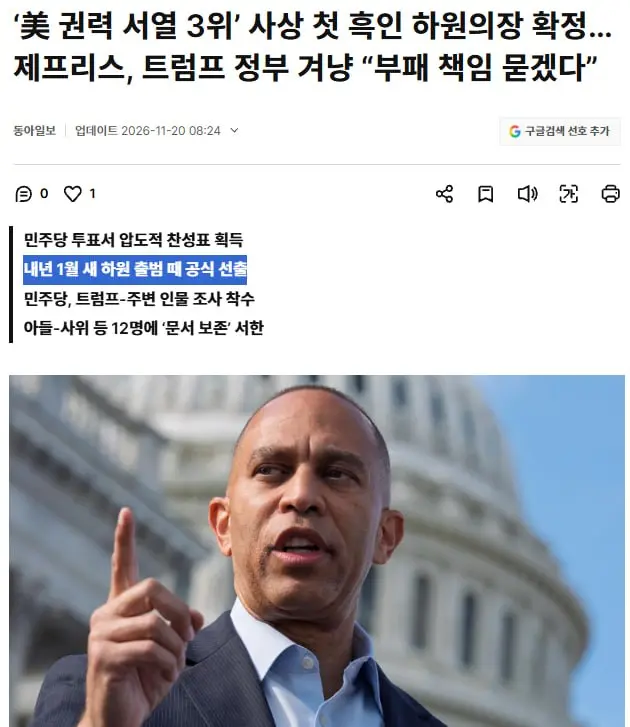 ‘美 권력 서열 3위’ 사상 첫 흑인 하원의장 확정…
제프리스, 트럼프 정부 겨냥 “부패 책임 묻겠다”
동아일보 업데이트 2026-11-20 08:24
구글검색 선호 추가
0 1
가
민주당 투표서 압도적 찬성표 획득
내년 1월 새 하원 출범 때 공식 선출
민주당, 트럼프-주변 인물 조사 착수
아들-사위 등 12명에 ‘문서 보존’ 서한